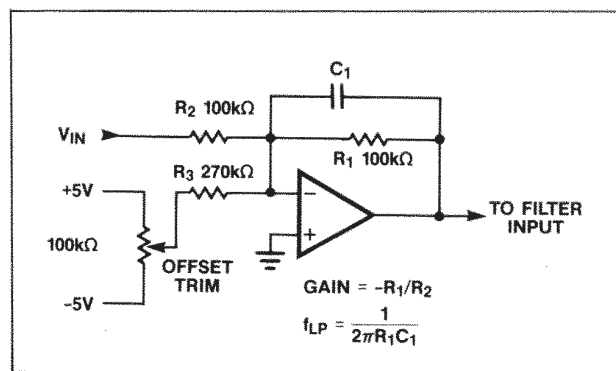 C1
R2 100kΩ
VIN
R1 100kΩ
R3 270kΩ
+5V
−
+
TO FILTER
INPUT
100kΩ
OFFSET
TRIM
−5V
GAIN = −R1/R2
fLP = 1
2πR1C1